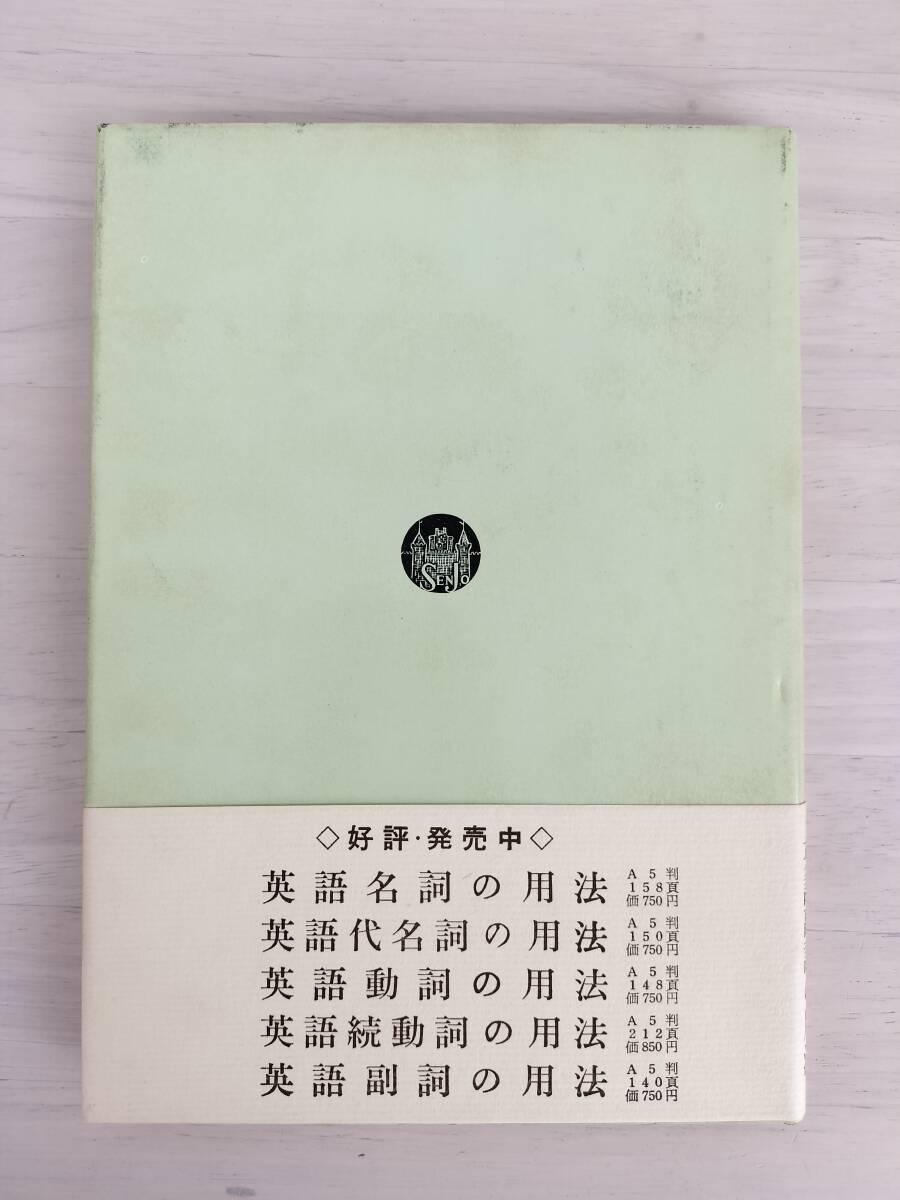 SENJO
◇好評・発売中◇
英語名詞の用法 A5判 158頁 価750円
英語代名詞の用法 A5判 150頁 価750円
英語動詞の用法 A5判 148頁 価750円
英語続動詞の用法 A5判 212頁 価850円
英語副詞の用法 A5判 140頁 価750円